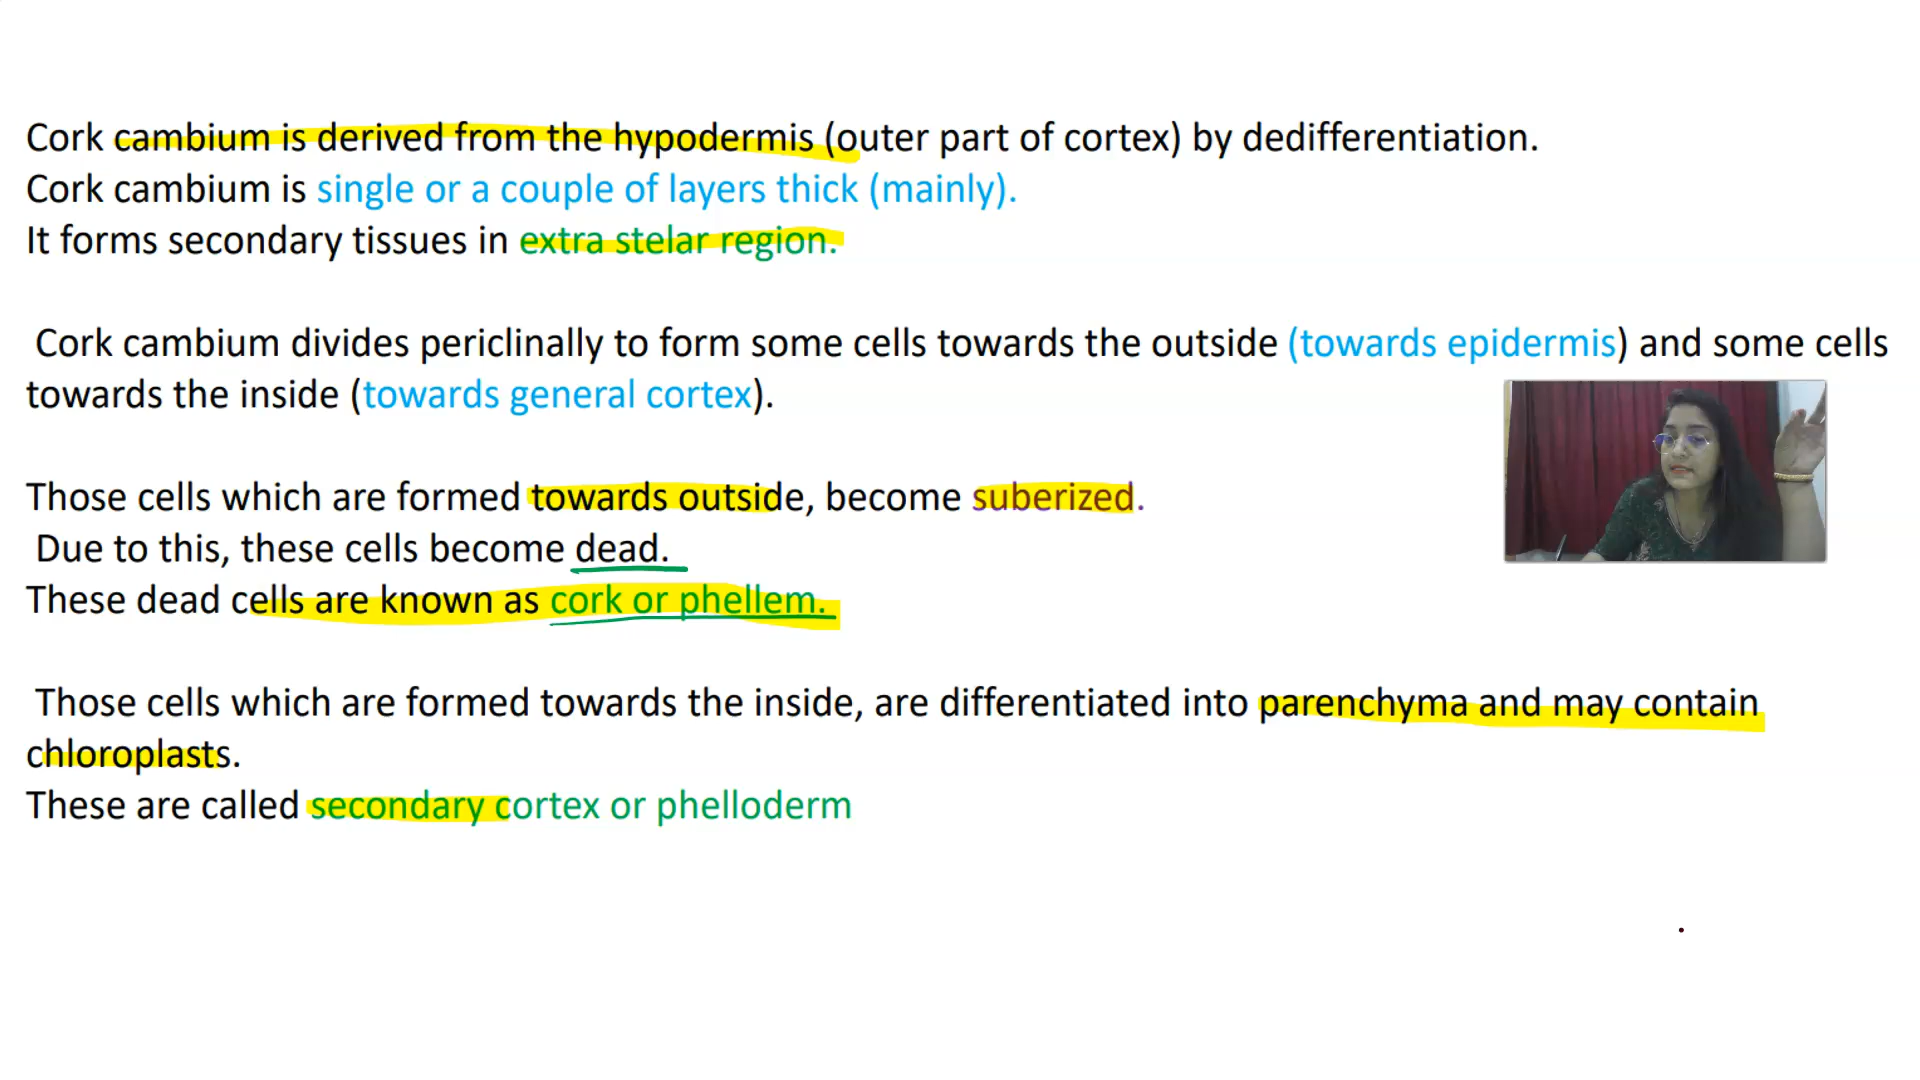 Cork cambium is derived from the hypodermis (outer part of cortex) by dedifferentiation.
Cork cambium is single or a couple of layers thick (mainly).
It forms secondary tissues in extra stelar region.
Cork cambium divides periclinally to form some cells towards the outside (towards epidermis) and some cells
towards the inside (towards general cortex).
Those cells which are formed towards outside, become suberized.
Due to this, these cells become dead.
These dead cells are known as cork or phellem.
Those cells which are formed towards the inside, are differentiated into parenchyma and may contain
chloroplasts.
These are called secondary cortex or phelloderm